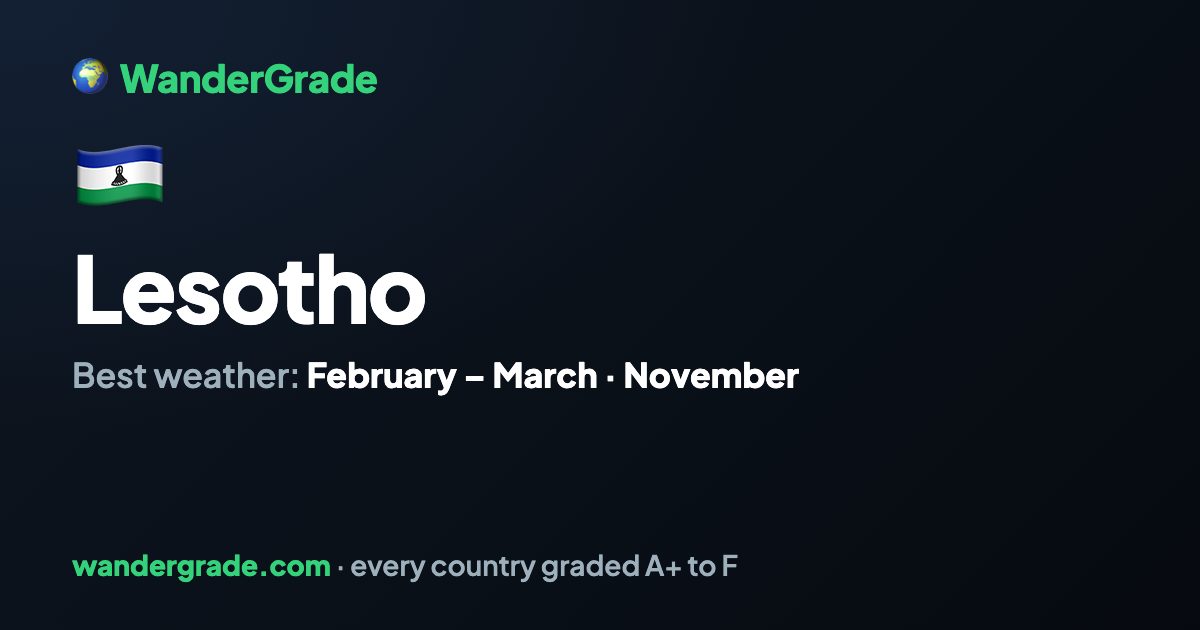 WanderGrade
Lesotho
Best weather: February – March · November
wandergrade.com · every country graded A+ to F